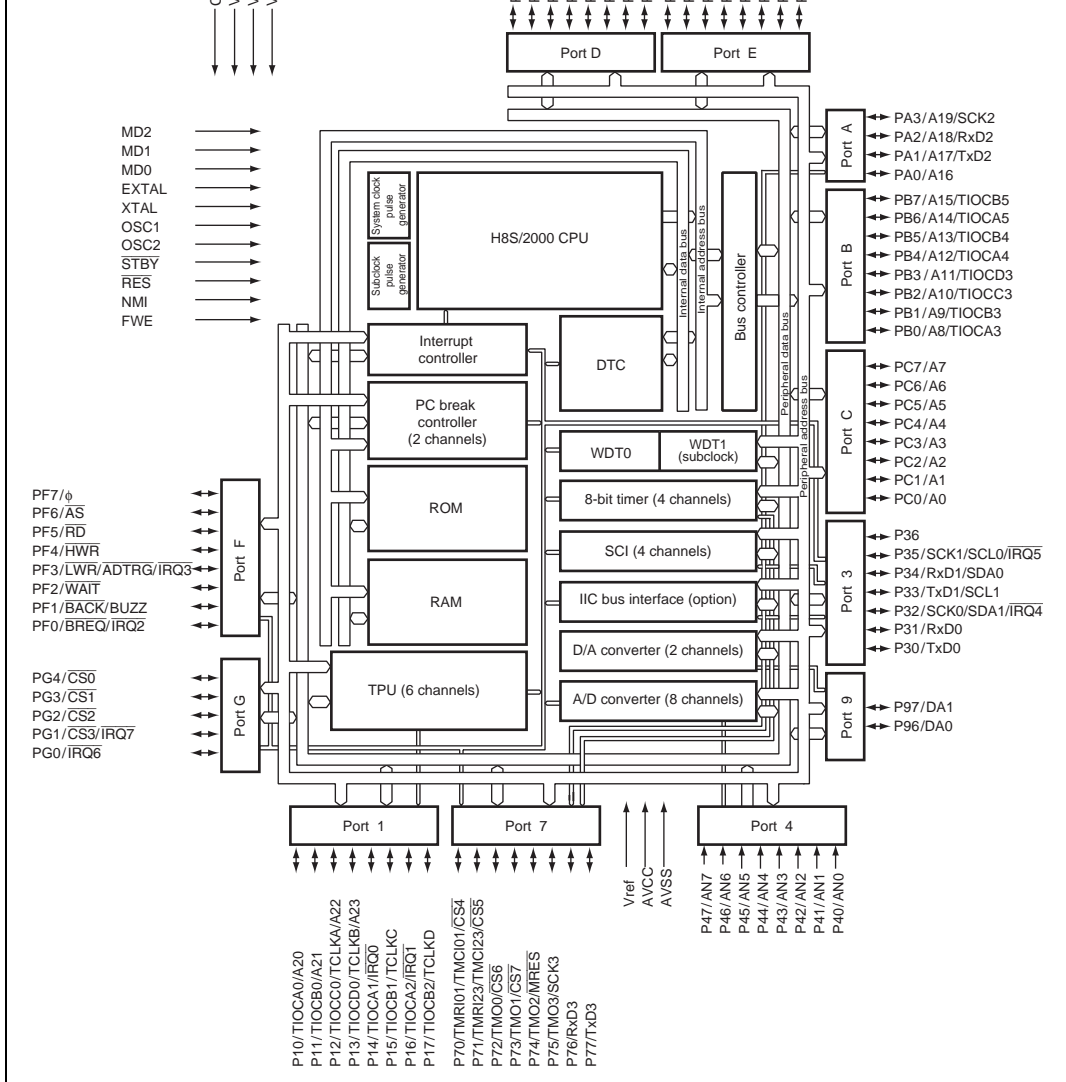 Port D
Port E
MD2
MD1
MD0
EXTAL
XTAL
OSC1
OSC2
STBY
RES
NMI
FWE
System clock
pulse
generator
Subclock
pulse
generator
H8S/2000 CPU
Internal data bus
Internal address bus
Bus controller
Peripheral data bus
Peripheral address bus
Interrupt
controller
DTC
PC break
controller
(2 channels)
WDT0
WDT1
(subclock)
ROM
8-bit timer (4 channels)
SCI (4 channels)
RAM
IIC bus interface (option)
D/A converter (2 channels)
TPU (6 channels)
A/D converter (8 channels)
Port A
PA3/A19/SCK2
PA2/A18/RxD2
PA1/A17/TxD2
PA0/A16
Port B
PB7/A15/TIOCB5
PB6/A14/TIOCA5
PB5/A13/TIOCB4
PB4/A12/TIOCA4
PB3/A11/TIOCD3
PB2/A10/TIOCC3
PB1/A9/TIOCB3
PB0/A8/TIOCA3
Port C
PC7/A7
PC6/A6
PC5/A5
PC4/A4
PC3/A3
PC2/A2
PC1/A1
PC0/A0
Port 3
P36
P35/SCK1/SCL0/IRQ5
P34/RxD1/SDA0
P33/TxD1/SCL1
P32/SCK0/SDA1/IRQ4
P31/RxD0
P30/TxD0
Port 9
P97/DA1
P96/DA0
PF7/ϕ
PF6/AS
PF5/RD
PF4/HWR
PF3/LWR/ADTRG/IRQ3
PF2/WAIT
PF1/BACK/BUZZ
PF0/BREQ/IRQ2
Port F
PG4/CS0
PG3/CS1
PG2/CS2
PG1/CS3/IRQ7
PG0/IRQ6
Port G
Port 1
Port 7
Port 4
P10/TIOCA0/A20
P11/TIOCB0/A21
P12/TIOCC0/TCLKA/A22
P13/TIOCD0/TCLKB/A23
P14/TIOCA1/IRQ0
P15/TIOCB1/TCLKC
P16/TIOCA2/IRQ1
P17/TIOCB2/TCLKD
P70/TMRI01/TMCI01/CS4
P71/TMRI23/TMCI23/CS5
P72/TMO0/CS6
P73/TMO1/CS7
P74/TMO2/MRES
P75/TMO3/SCK3
P76/RxD3
P77/TxD3
Vref
AVCC
AVSS
P47/AN7
P46/AN6
P45/AN5
P44/AN4
P43/AN3
P42/AN2
P41/AN1
P40/AN0